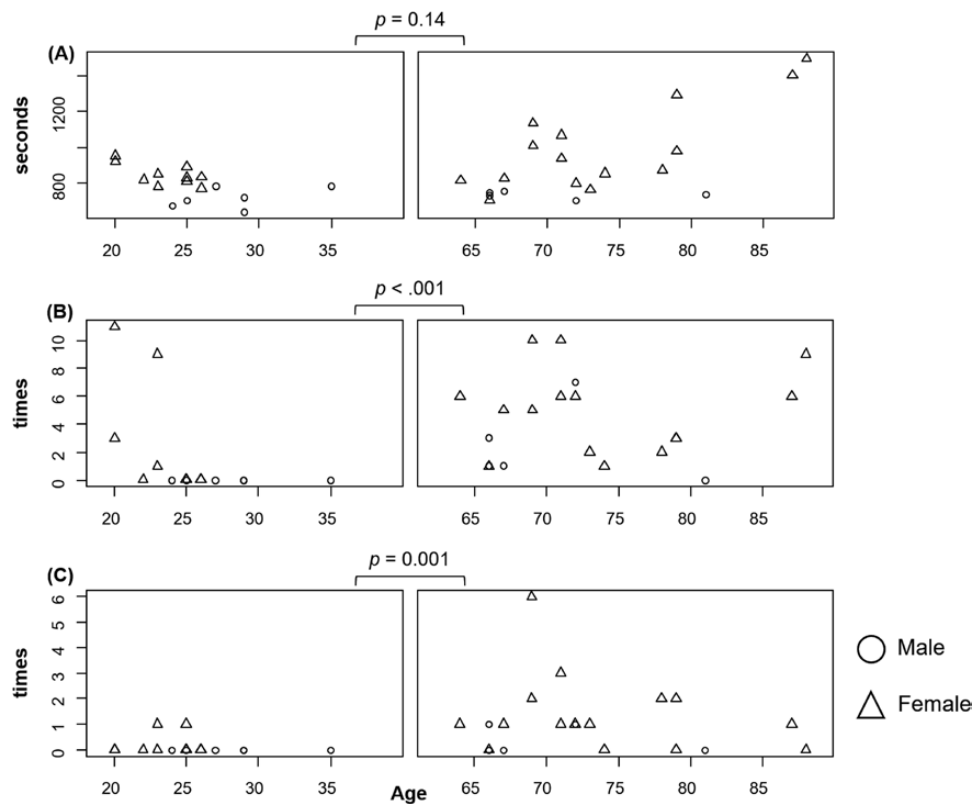 p = 0.14
(A)
seconds
1200
800
20 25 30 35 65 70 75 80 85
p < .001
(B)
times
10
8
6
4
2
0
20 25 30 35 65 70 75 80 85
p = 0.001
(C)
times
6
5
4
3
2
1
0
20 25 30 35 65 70 75 80 85
Age
Male
Female